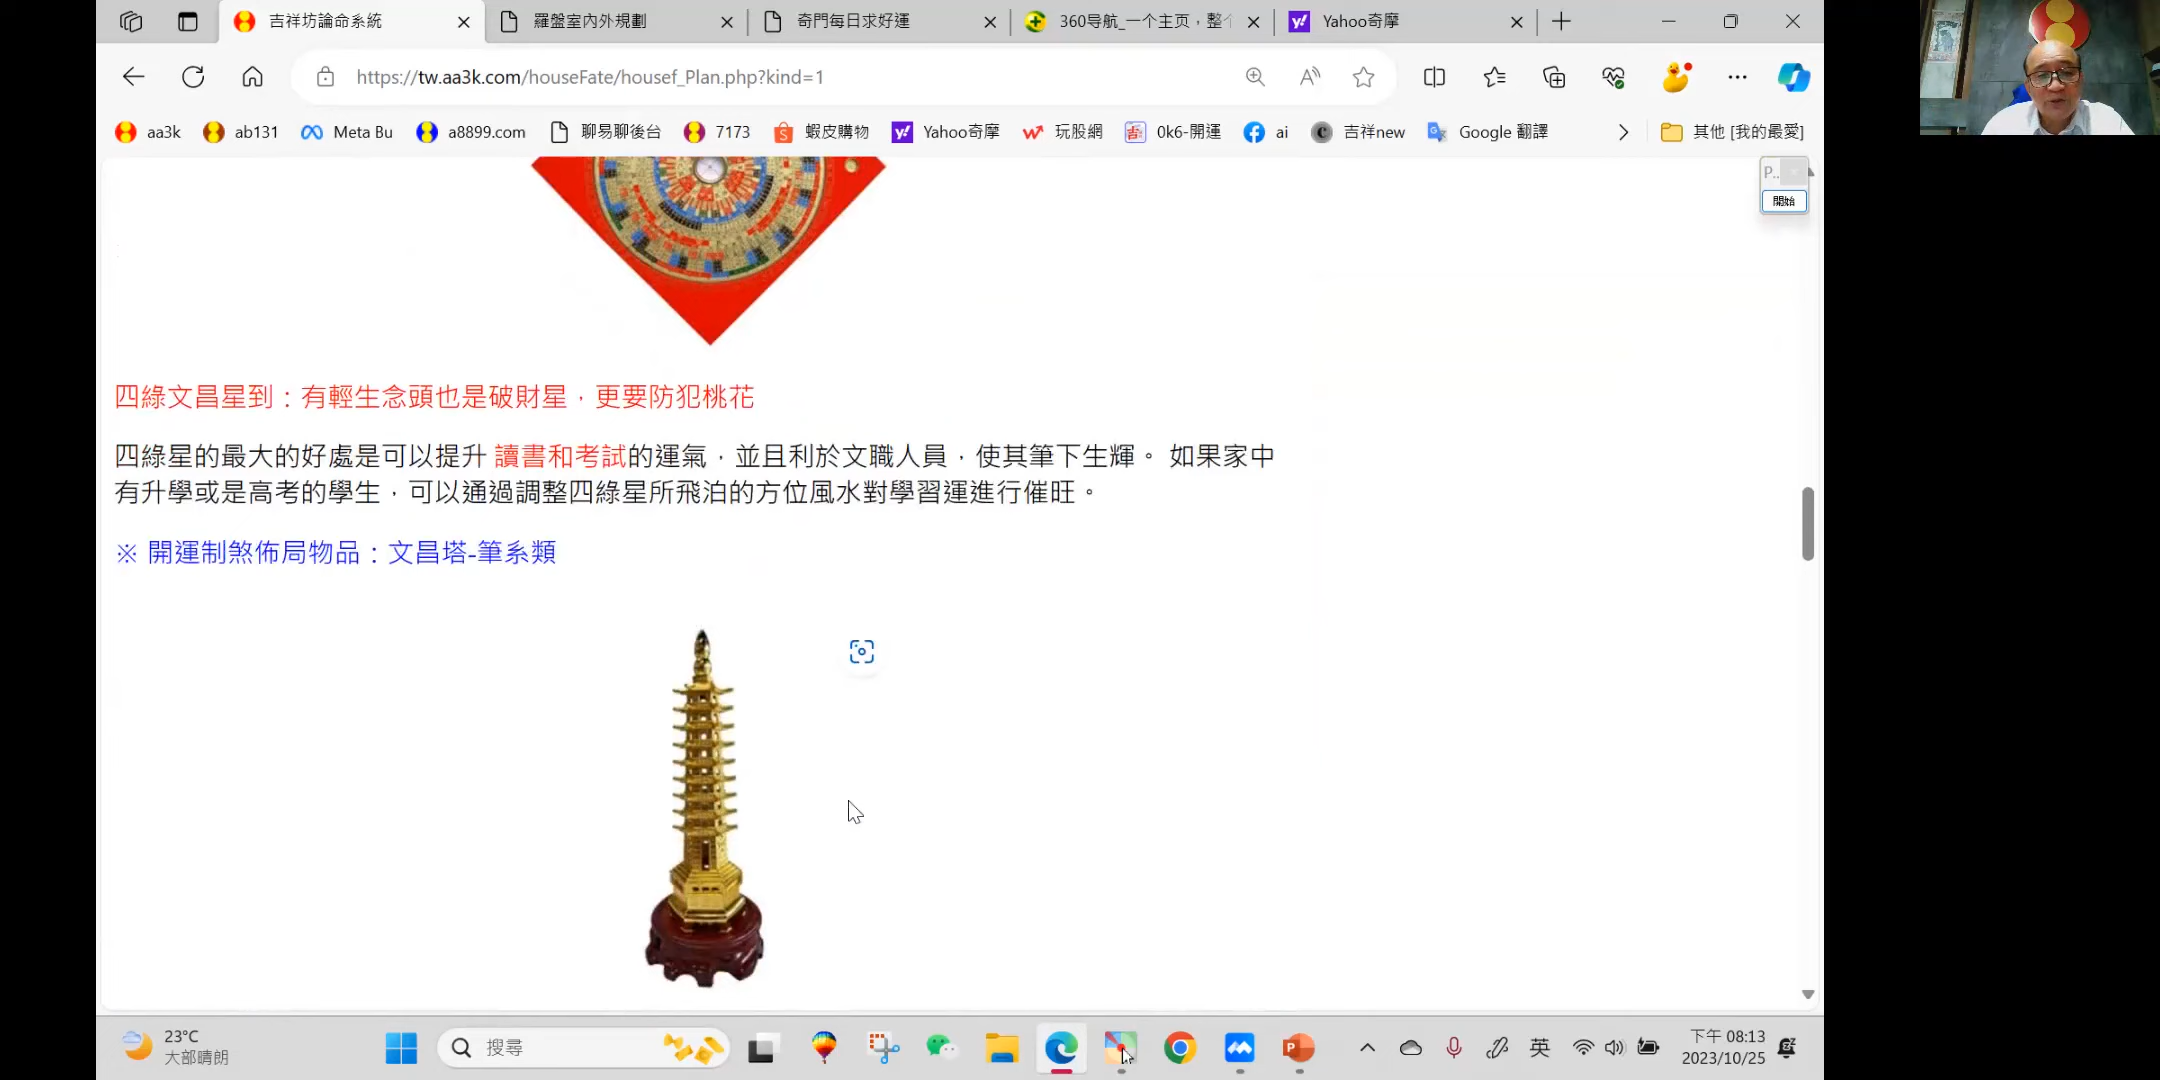 吉祥坊論命系統
羅盤室內外規劃
奇門每日求好運
360导航_一个主页，整个
Yahoo奇摩
https://tw.aa3k.com/houseFate/housef_Plan.php?kind=1
aa3k
ab131
Meta Bu
a8899.com
聊易聊後台
7173
蝦皮購物
Yahoo奇摩
玩股網
0k6-開運
ai
吉祥new
Google 翻譯
其他 [我的最愛]
P..
開始
四綠文昌星到：有輕生念頭也是破財星，更要防犯桃花
四綠星的最大的好處是可以提升 讀書和考試的運氣，並且利於文職人員，使其筆下生輝。 如果家中
有升學或是高考的學生，可以通過調整四綠星所飛泊的方位風水對學習運進行催旺。
※ 開運制煞佈局物品：文昌塔-筆系類
23°C
大部晴朗
搜尋
英
下午 08:13
2023/10/25